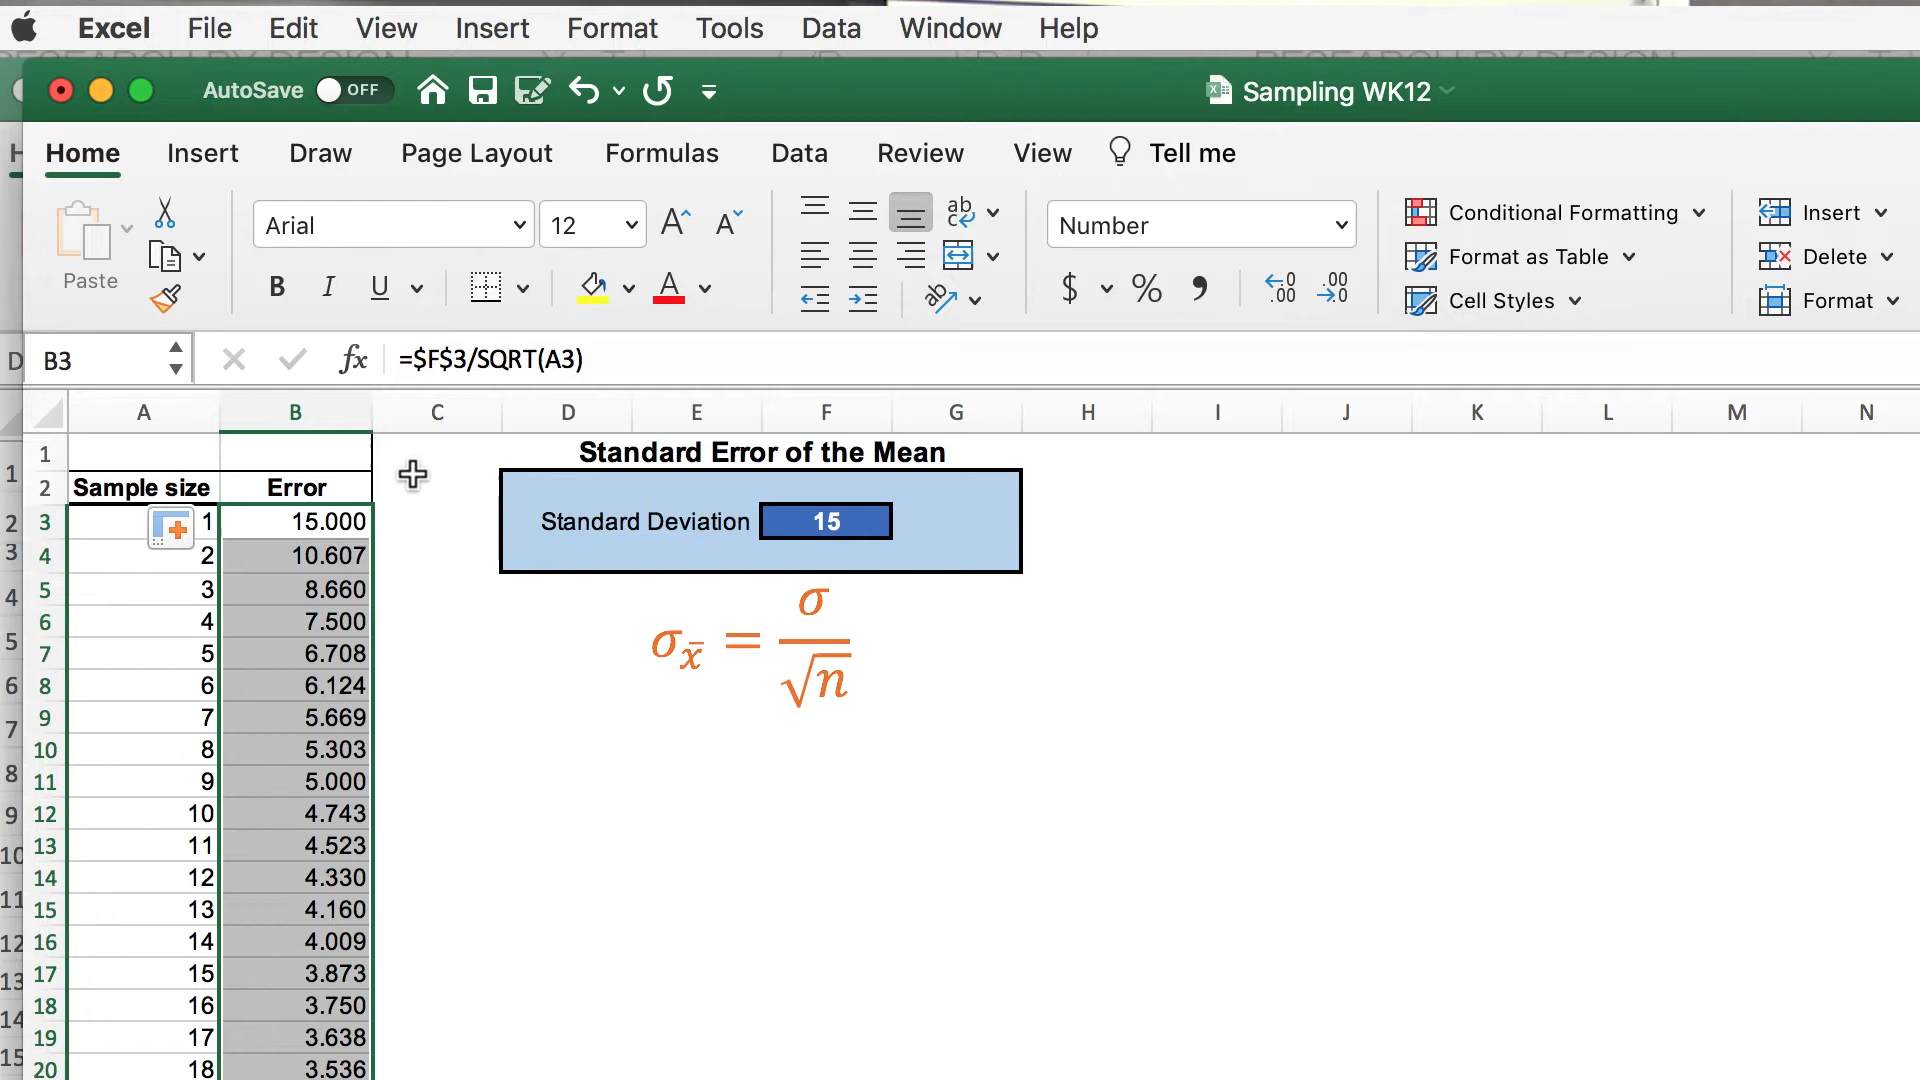 Excel File Edit View Insert Format Tools Data Window Help
AutoSave OFF Sampling WK12
Home Insert Draw Page Layout Formulas Data Review View Tell me
Paste
Arial 12
B I U A
Number
$ % 9
Conditional Formatting
Format as Table
Cell Styles
Insert
Delete
Format
B3 fx =$F$3/SQRT(A3)
A B C D E F G H I J K L M N
1 Standard Error of the Mean
2 Sample size Error
3 1 15.000 Standard Deviation 15
4 2 10.607
5 3 8.660
6 4 7.500
7 5 6.708
8 6 6.124
9 7 5.669
10 8 5.303
11 9 5.000
12 10 4.743
13 11 4.523
14 12 4.330
15 13 4.160
16 14 4.009
17 15 3.873
18 16 3.750
19 17 3.638
20 18 3.536
σx̄ = σ/√n